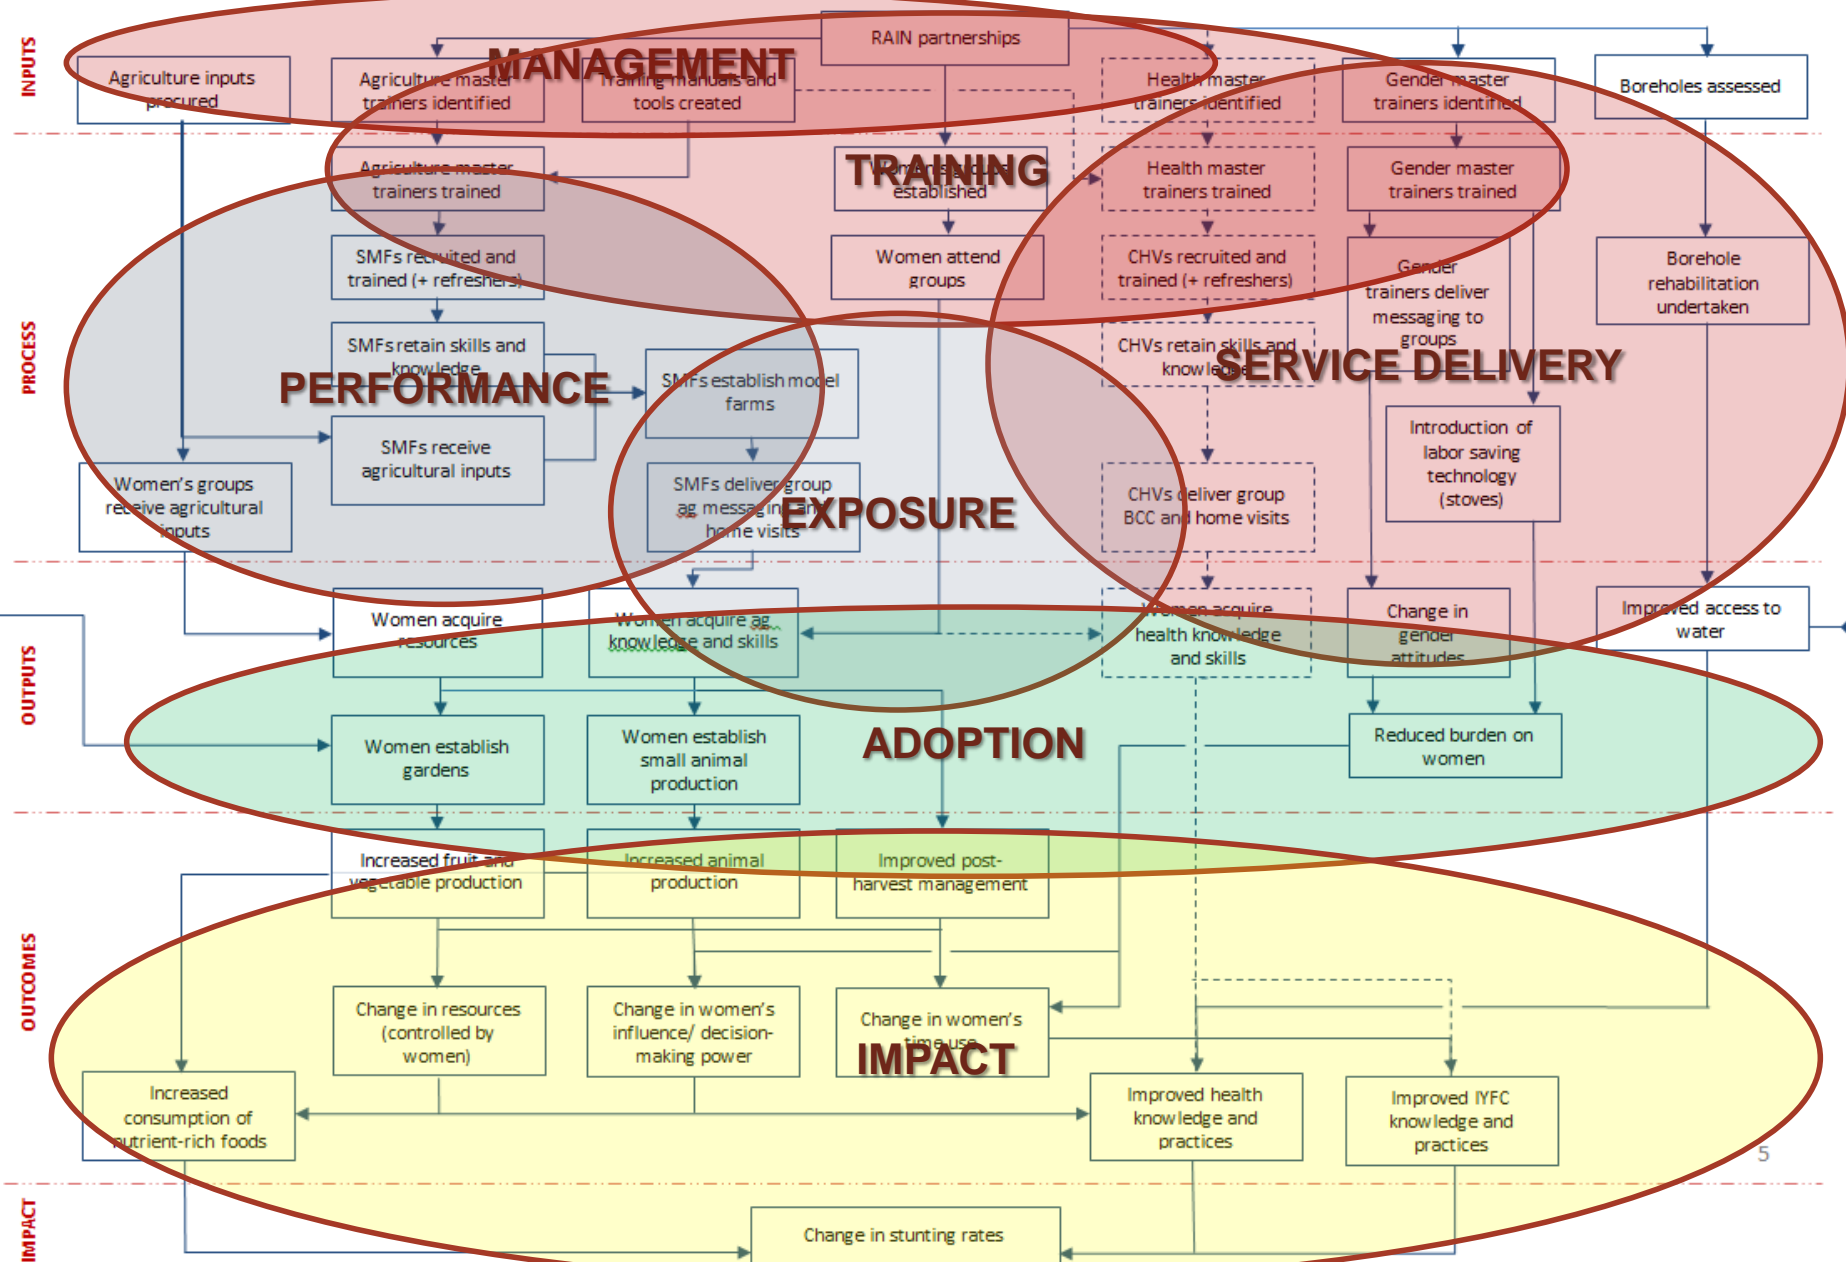 INPUTS
RAIN partnerships
MANAGEMENT
Agriculture inputs
procured
Agriculture master
trainers identified
Training manuals and
tools created
Health master
trainers identified
Gender master
trainers identified
Boreholes assessed
PROCESS
Agriculture master
trainers trained
TRAINING
Women's groups
established
Health master
trainers trained
Gender master
trainers trained
SMFs recruited and
trained (+ refreshers)
Women attend
groups
CHVs recruited and
trained (+ refreshers)
Gender
trainers deliver
messaging to
groups
Borehole
rehabilitation
undertaken
SMFs retain skills and
knowledge
PERFORMANCE
SMFs establish model
farms
CHVs retain skills and
knowledge
SERVICE DELIVERY
SMFs receive
agricultural inputs
Introduction of
labor saving
technology
(stoves)
Women's groups
receive agricultural
inputs
SMFs deliver group
ag messaging and
home visits
EXPOSURE
CHVs deliver group
BCC and home visits
OUTPUTS
Women acquire
resources
Women acquire ag
knowledge and skills
Women acquire
health knowledge
and skills
Change in
gender
attitudes
Improved access to
water
Women establish
gardens
Women establish
small animal
production
ADOPTION
Reduced burden on
women
OUTCOMES
Increased fruit and
vegetable production
Increased animal
production
Improved post-
harvest management
Change in resources
(controlled by
women)
Change in women's
influence/ decision-
making power
Change in women's
time use
IMPACT
Increased
consumption of
nutrient-rich foods
Improved health
knowledge and
practices
Improved IYFC
knowledge and
practices
5
IMPACT
Change in stunting rates